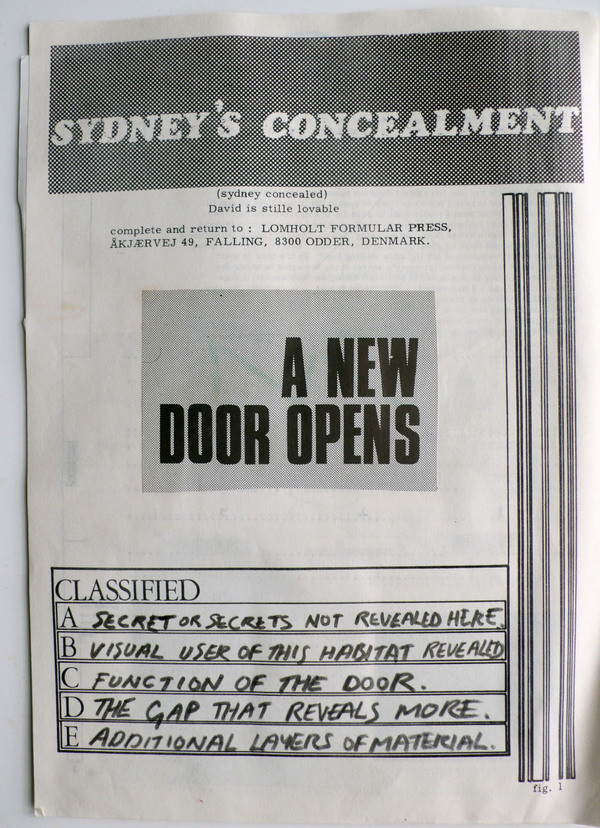 SYDNEY'S CONCEALMENT
(sydney concealed)
David is stille lovable
complete and return to : LOMHOLT FORMULAR PRESS,
ÅKJÆRVEJ 49, FALLING, 8300 ODDER, DENMARK.
A NEW
DOOR OPENS
CLASSIFIED
A SECRET OR SECRETS NOT REVEALED HERE.
B VISUAL USER OF THIS HABITAT REVEALED
C FUNCTION OF THE DOOR.
D THE GAP THAT REVEALS MORE.
E ADDITIONAL LAYERS OF MATERIAL.
fig. 1